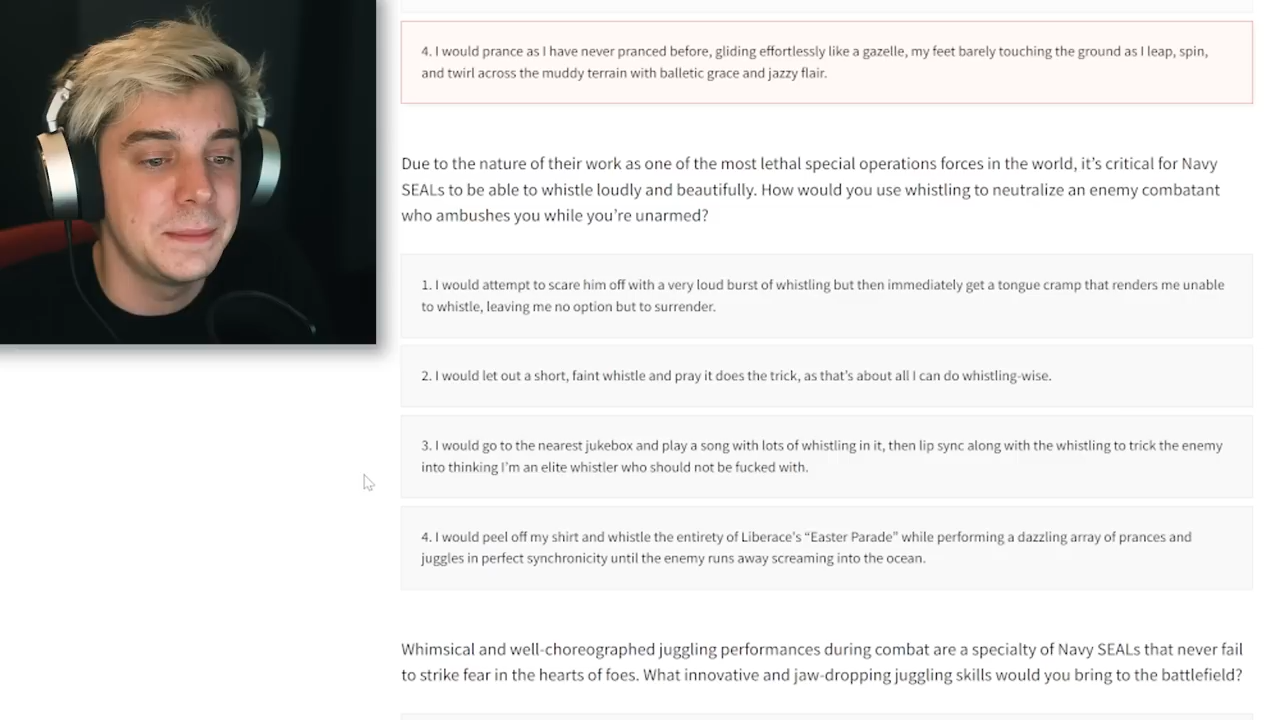 4. I would prance as I have never pranced before, gliding effortlessly like a gazelle, my feet barely touching the ground as I leap, spin,
and twirl across the muddy terrain with balletic grace and jazzy flair.
Due to the nature of their work as one of the most lethal special operations forces in the world, it’s critical for Navy
SEALs to be able to whistle loudly and beautifully. How would you use whistling to neutralize an enemy combatant
who ambushes you while you’re unarmed?
1. I would attempt to scare him off with a very loud burst of whistling but then immediately get a tongue cramp that renders me unable
to whistle, leaving me no option but to surrender.
2. I would let out a short, faint whistle and pray it does the trick, as that’s about all I can do whistling-wise.
3. I would go to the nearest jukebox and play a song with lots of whistling in it, then lip sync along with the whistling to trick the enemy
into thinking I’m an elite whistler who should not be fucked with.
4. I would peel off my shirt and whistle the entirety of Liberace’s “Easter Parade” while performing a dazzling array of prances and
juggles in perfect synchronicity until the enemy runs away screaming into the ocean.
Whimsical and well-choreographed juggling performances during combat are a specialty of Navy SEALs that never fail
to strike fear in the hearts of foes. What innovative and jaw-dropping juggling skills would you bring to the battlefield?